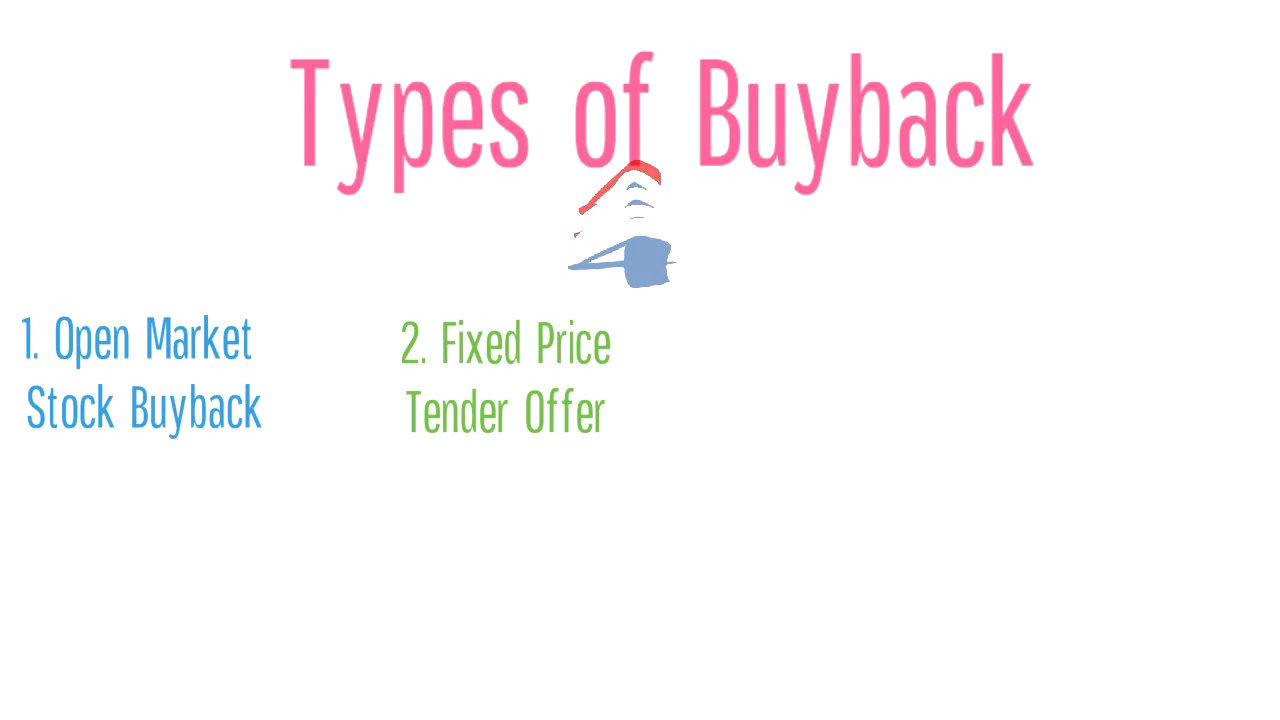 Types of Buyback
1. Open Market
Stock Buyback
2. Fixed Price
Tender Offer